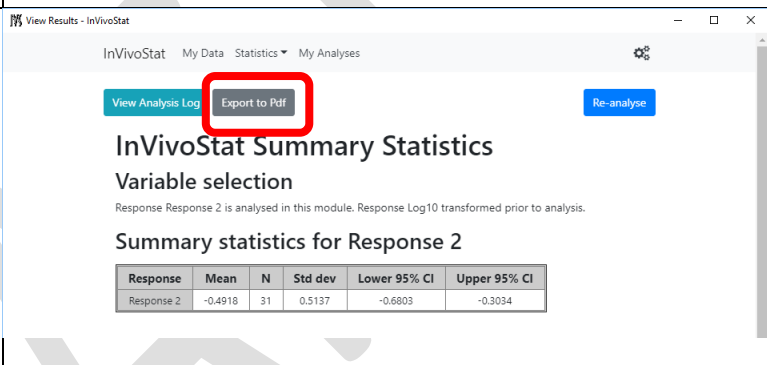 View Results - InVivoStat
InVivoStat My Data Statistics My Analyses
View Analysis Log Export to Pdf Re-analyse
InVivoStat Summary Statistics
Variable selection
Response Response 2 is analysed in this module. Response Log10 transformed prior to analysis.
Summary statistics for Response 2
Response Mean N Std dev Lower 95% CI Upper 95% CI
Response 2 -0.4918 31 0.5137 -0.6803 -0.3034